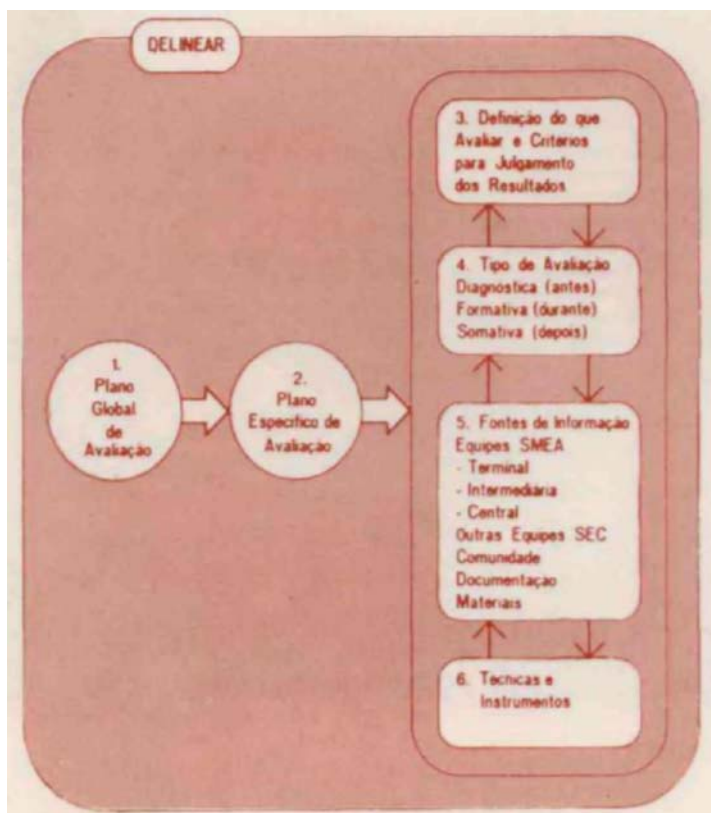 DELINEAR
1.
Plano
Global
de
Avaliação
2.
Plano
Especifico de
Avaliação
3. Definição do que
Avaliar e Criterios
para Julgamento
dos Resultados
4. Tipo de Avaliação
Diagnostica (antes)
Formativa (durante)
Somativa (depois)
5. Fontes de Informação
Equipes SMEA
- Terminal
- Intermediaria
- Central
Outras Equipes SEC
Comunidade
Documentação
Materiais
6. Tecnicas e
Instrumentos